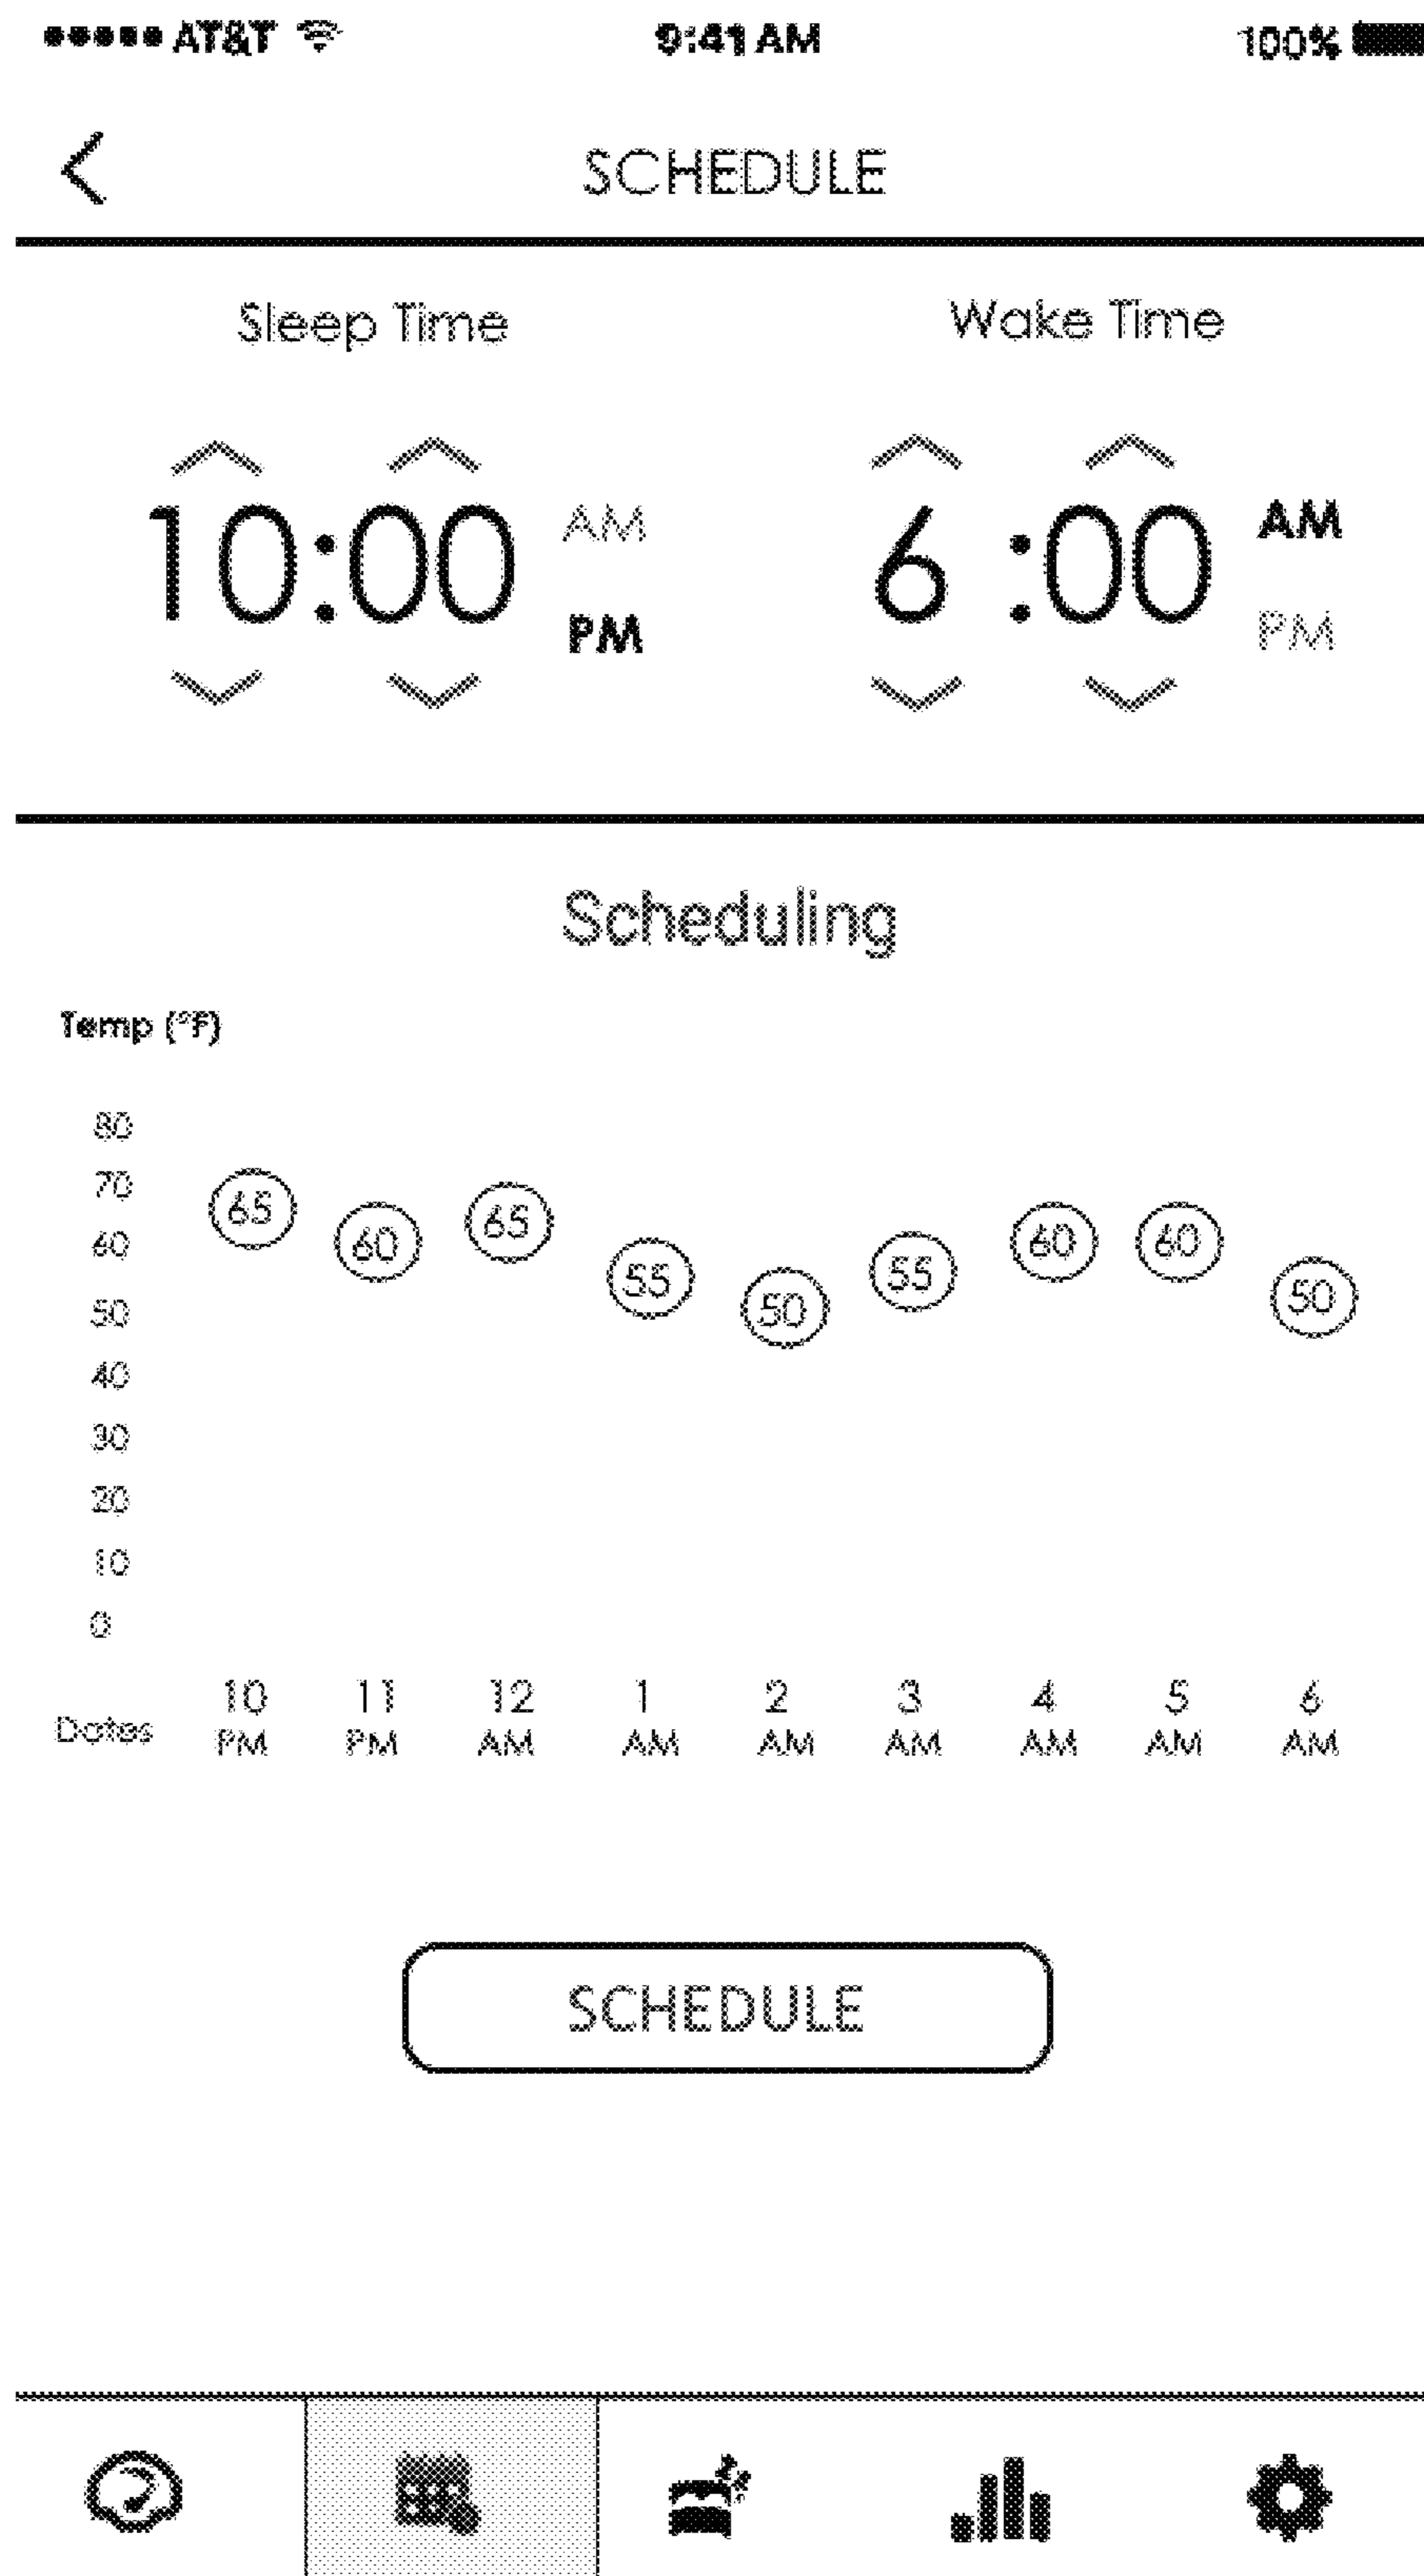 AT&T 9:41 AM 100%
SCHEDULE
Sleep Time Wake Time
10:00 AM PM 6 :00 AM PM
Scheduling
Temp (°F)
80
70
60
50
40
30
20
10
0
65 60 65 55 50 55 60 60 50
Dates 10 PM 11 PM 12 AM 1 AM 2 AM 3 AM 4 AM 5 AM 6 AM
SCHEDULE